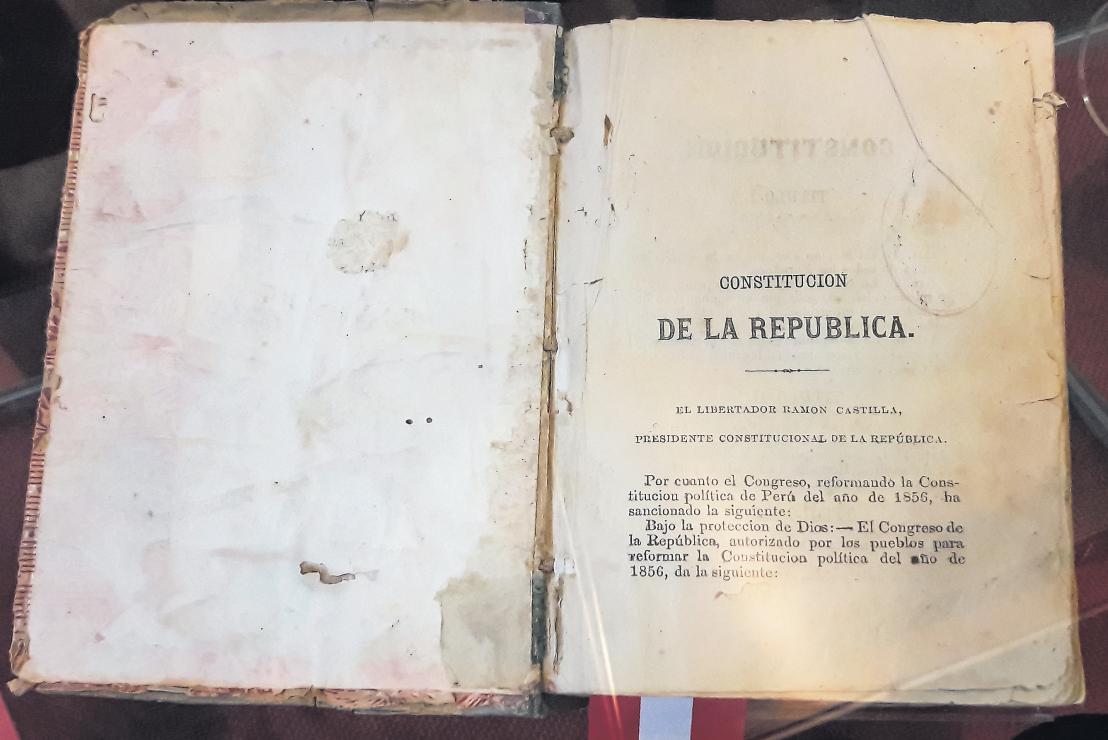 CONSTITUCION
DE LA REPUBLICA.
EL LIBERTADOR RAMON CASTILLA,
PRESIDENTE CONSTITUCIONAL DE LA REPÚBLICA.
Por cuanto el Congreso, reformando la Cons-
titucion política de Perú del año de 1856, ha
sancionado la siguiente:
Bajo la proteccion de Dios:— El Congreso de
la República, autorizado por los pueblos para
reformar la Constitucion política del año de
1856, da la siguiente: